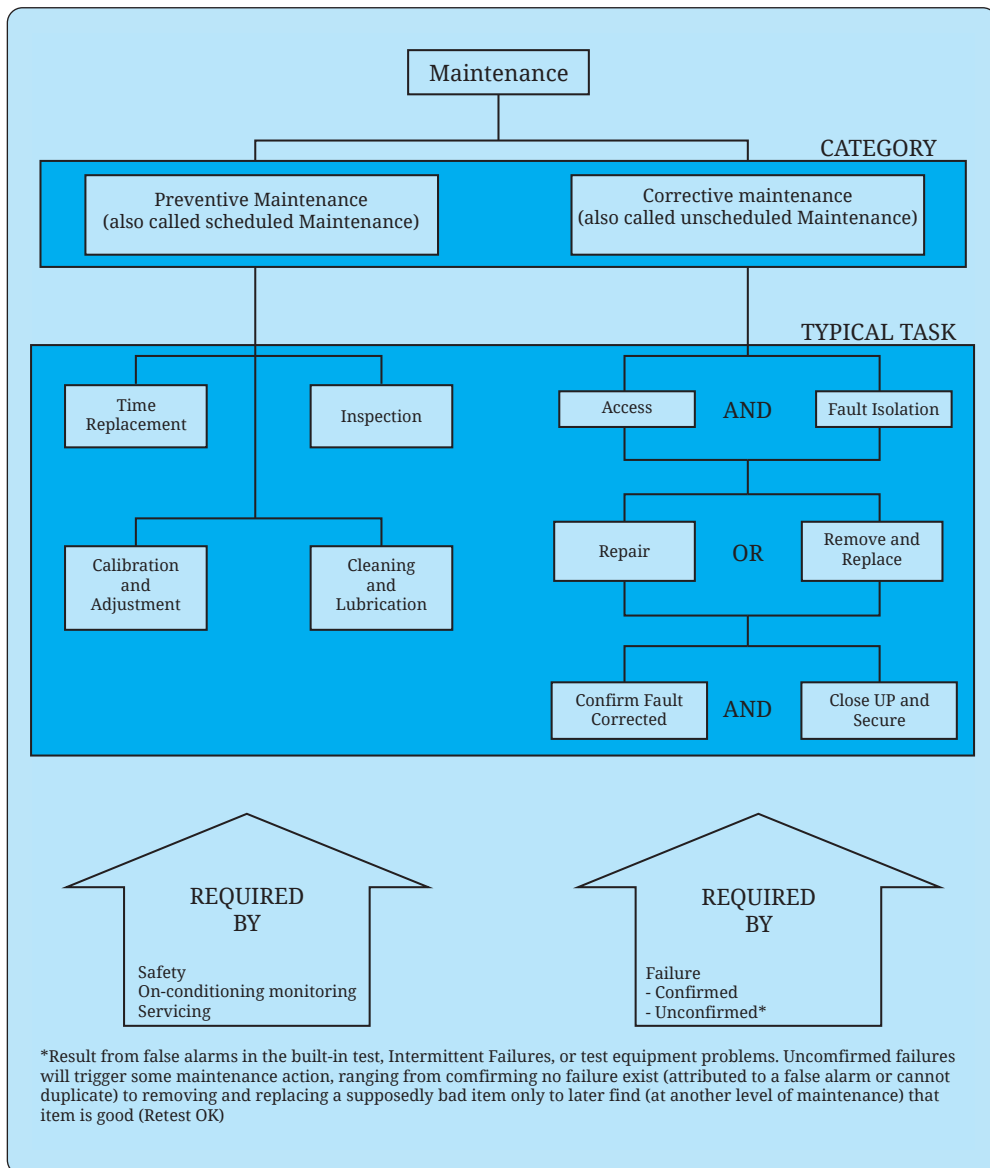 Maintenance
CATEGORY
Preventive Maintenance
(also called scheduled Maintenance)
Corrective maintenance
(also called unscheduled Maintenance)
TYPICAL TASK
Time
Replacement
Inspection
Access
AND
Fault Isolation
Calibration
and
Adjustment
Cleaning
and
Lubrication
Repair
OR
Remove and
Replace
Confirm Fault
Corrected
AND
Close UP and
Secure
REQUIRED
BY
Safety
On-conditioning monitoring
Servicing
REQUIRED
BY
Failure
- Confirmed
- Unconfirmed*
*Result from false alarms in the built-in test, Intermittent Failures, or test equipment problems. Uncomfirmed failures
will trigger some maintenance action, ranging from comfirming no failure exist (attributed to a false alarm or cannot
duplicate) to removing and replacing a supposedly bad item only to later find (at another level of maintenance) that
item is good (Retest OK)